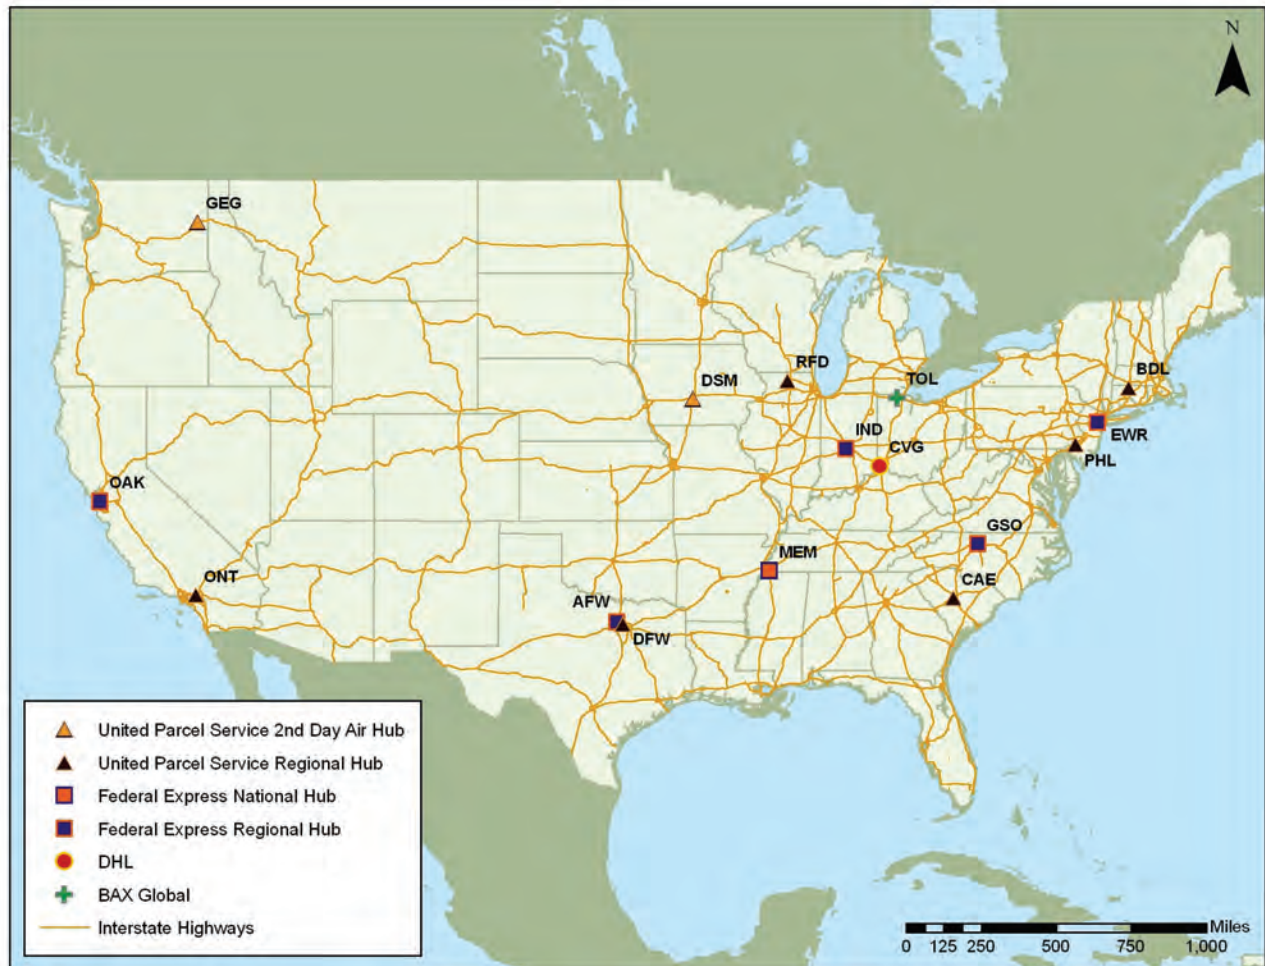 N
GEG
RFD
BDL
DSM
TOL
IND
EWR
CVG
PHL
OAK
GSO
MEM
ONT
CAE
AFW
DFW
United Parcel Service 2nd Day Air Hub
United Parcel Service Regional Hub
Federal Express National Hub
Federal Express Regional Hub
DHL
BAX Global
Interstate Highways
Miles
0 125 250 500 750 1,000